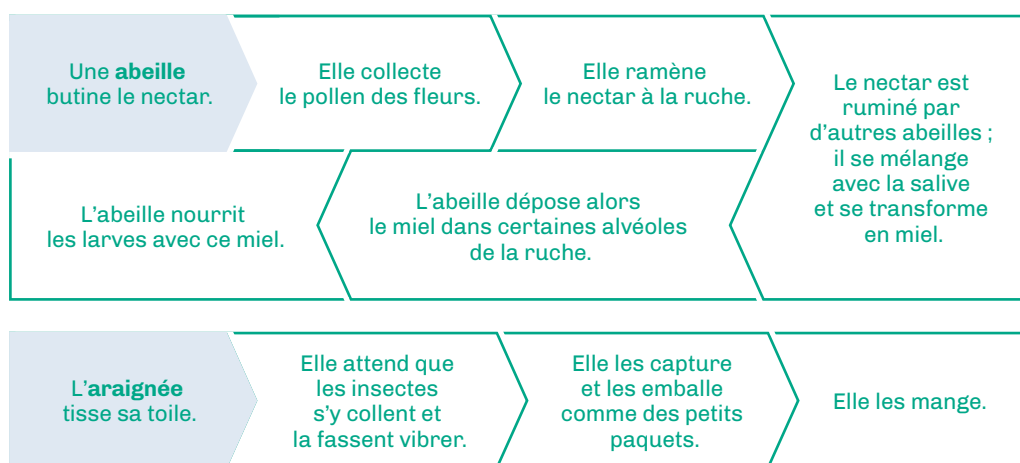 Une abeille
butine le nectar.
Elle collecte
le pollen des fleurs.
Elle ramène
le nectar à la ruche.
Le nectar est
ruminé par
d'autres abeilles ;
il se mélange
avec la salive
et se transforme
en miel.
L'abeille dépose alors
le miel dans certaines alvéoles
de la ruche.
L'abeille nourrit
les larves avec ce miel.
L'araignée
tisse sa toile.
Elle attend que
les insectes
s'y collent et
la fassent vibrer.
Elle les capture
et les emballe
comme des petits
paquets.
Elle les mange.